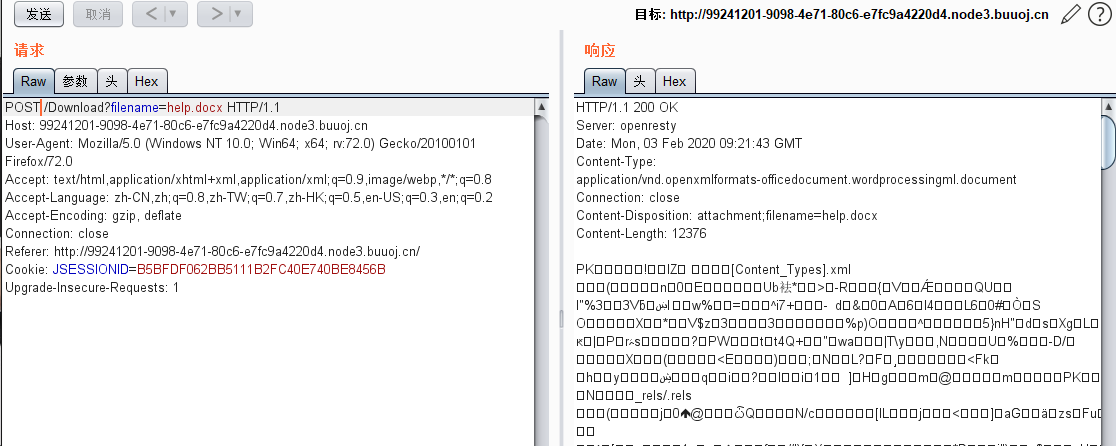 发送 取消 < | ▼ > | ▼ 目标: http://99241201-9098-4e71-80c6-e7fc9a4220d4.node3.buuoj.cn
请求
Raw 参数 头 Hex
POST /Download?filename=help.docx HTTP/1.1
Host: 99241201-9098-4e71-80c6-e7fc9a4220d4.node3.buuoj.cn
User-Agent: Mozilla/5.0 (Windows NT 10.0; Win64; x64; rv:72.0) Gecko/20100101
Firefox/72.0
Accept: text/html,application/xhtml+xml,application/xml;q=0.9,image/webp,*/*;q=0.8
Accept-Language: zh-CN,zh;q=0.8,zh-TW;q=0.7,zh-HK;q=0.5,en-US;q=0.3,en;q=0.2
Accept-Encoding: gzip, deflate
Connection: close
Referer: http://99241201-9098-4e71-80c6-e7fc9a4220d4.node3.buuoj.cn/
Cookie: JSESSIONID=B5BFDF062BB5111B2FC40E740BE8456B
Upgrade-Insecure-Requests: 1
响应
Raw 头 Hex
HTTP/1.1 200 OK
Server: openresty
Date: Mon, 03 Feb 2020 09:21:43 GMT
Content-Type:
application/vnd.openxmlformats-officedocument.wordprocessingml.document
Connection: close
Content-Disposition: attachment;filename=help.docx
Content-Length: 12376
[Content_Types].xml
_rels/.rels